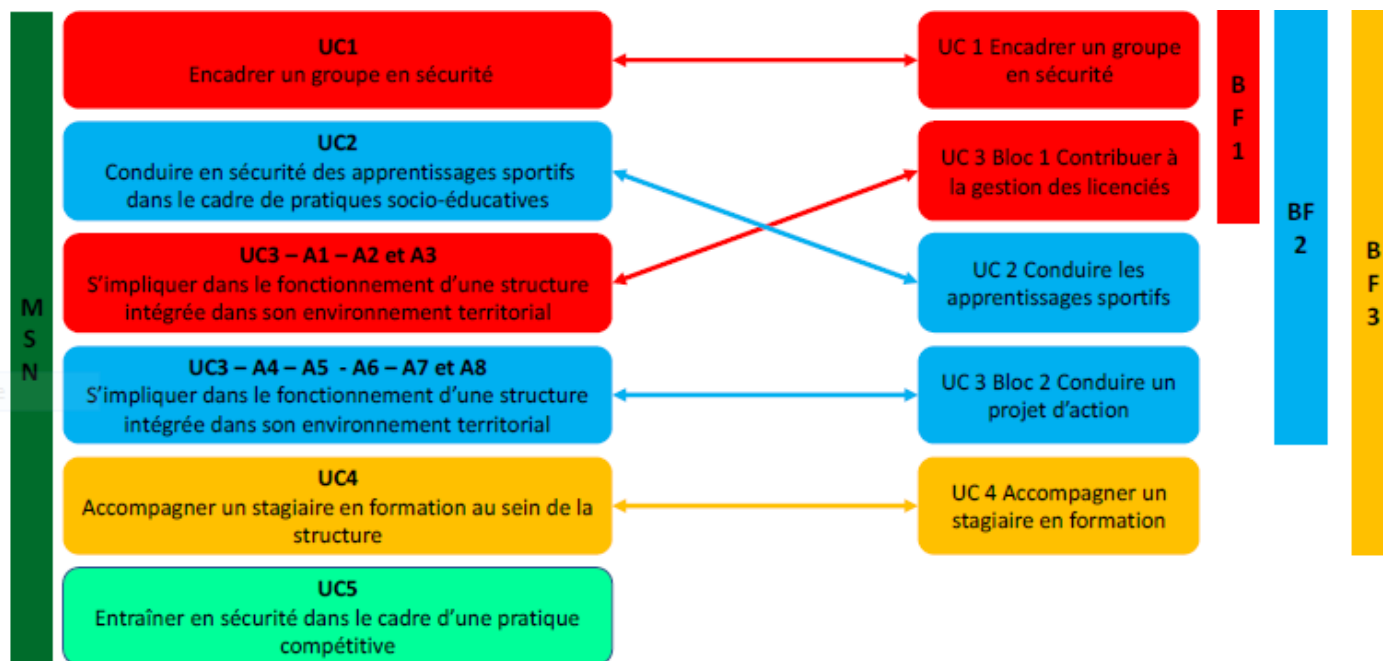 MSN
UC1
Encadrer un groupe en sécurité
UC2
Conduire en sécurité des apprentissages sportifs
dans le cadre de pratiques socio-éducatives
UC3 – A1 – A2 et A3
S'impliquer dans le fonctionnement d'une structure
intégrée dans son environnement territorial
UC3 – A4 – A5 - A6 – A7 et A8
S'impliquer dans le fonctionnement d'une structure
intégrée dans son environnement territorial
UC4
Accompagner un stagiaire en formation au sein de la
structure
UC5
Entraîner en sécurité dans le cadre d'une pratique
compétitive
UC 1 Encadrer un groupe
en sécurité
UC 3 Bloc 1 Contribuer à
la gestion des licenciés
UC 2 Conduire les
apprentissages sportifs
UC 3 Bloc 2 Conduire un
projet d'action
UC 4 Accompagner un
stagiaire en formation
B
F
1
BF
2
B
F
3